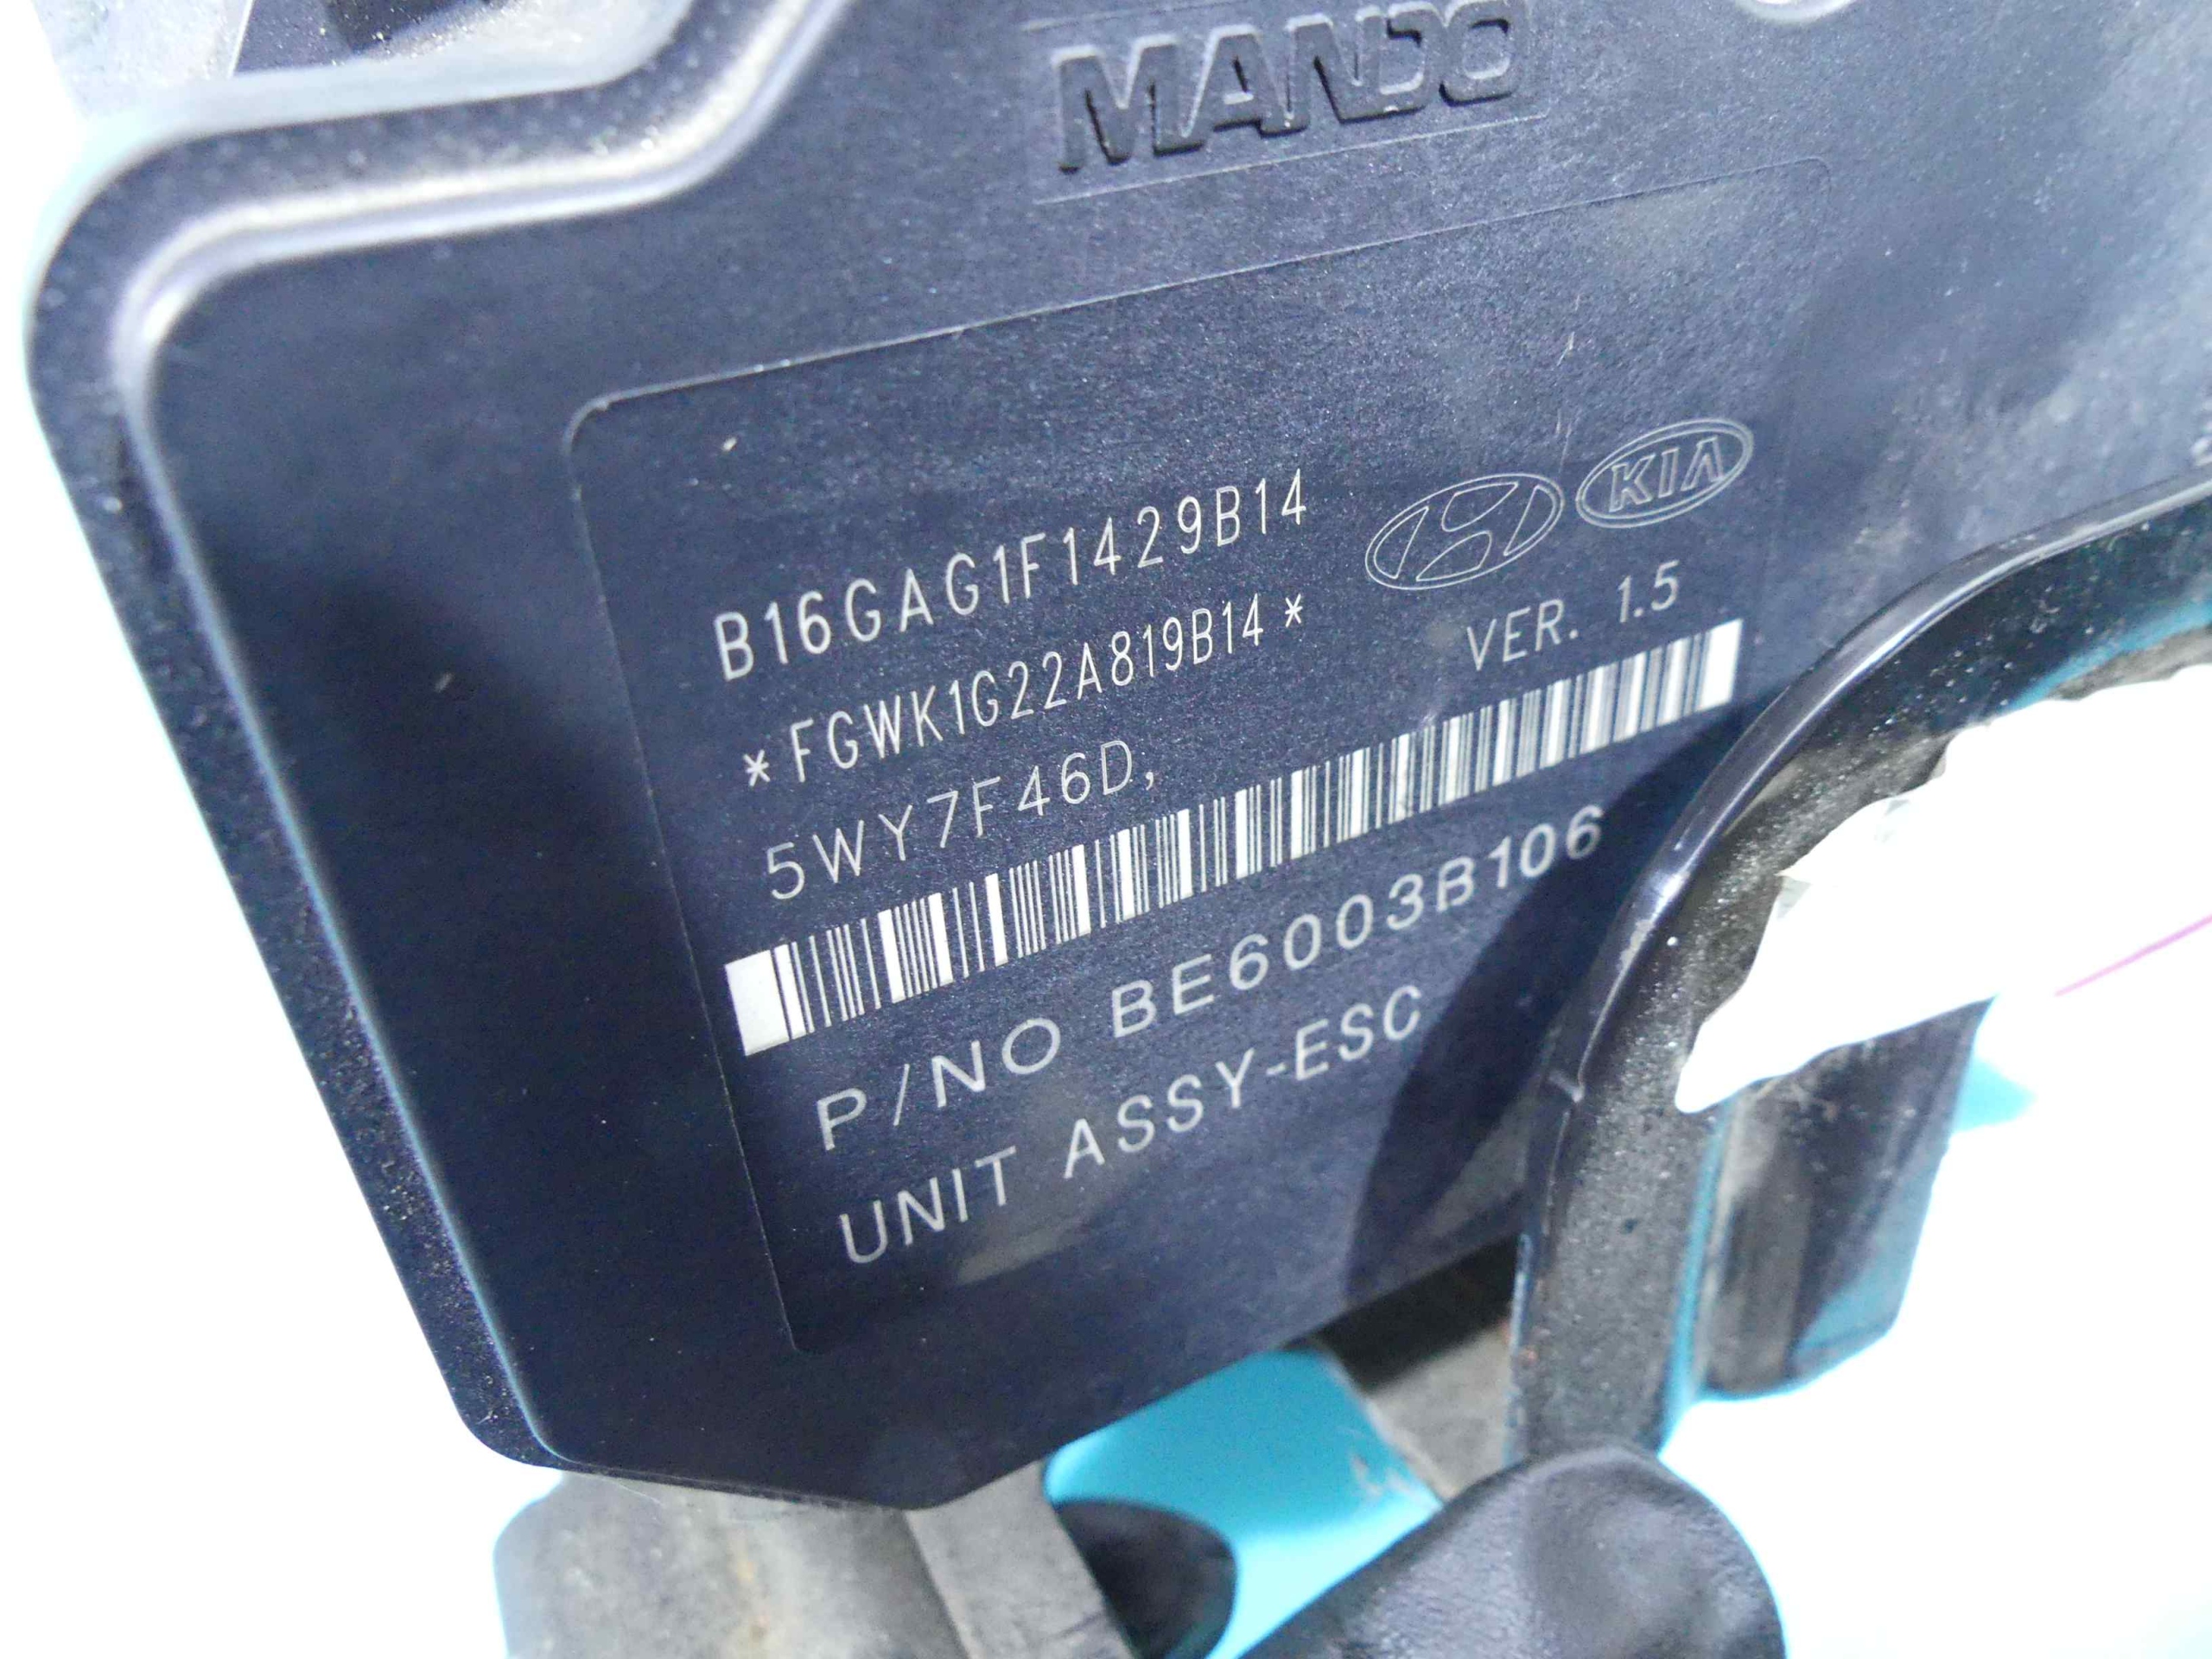 MANDO
B16GAG1F1429B14
KIA
*FGWK1G22A819B14*
VER. 1.5
5WY7F46D,
P/NO BE6003B106
UNIT ASSY-ESC